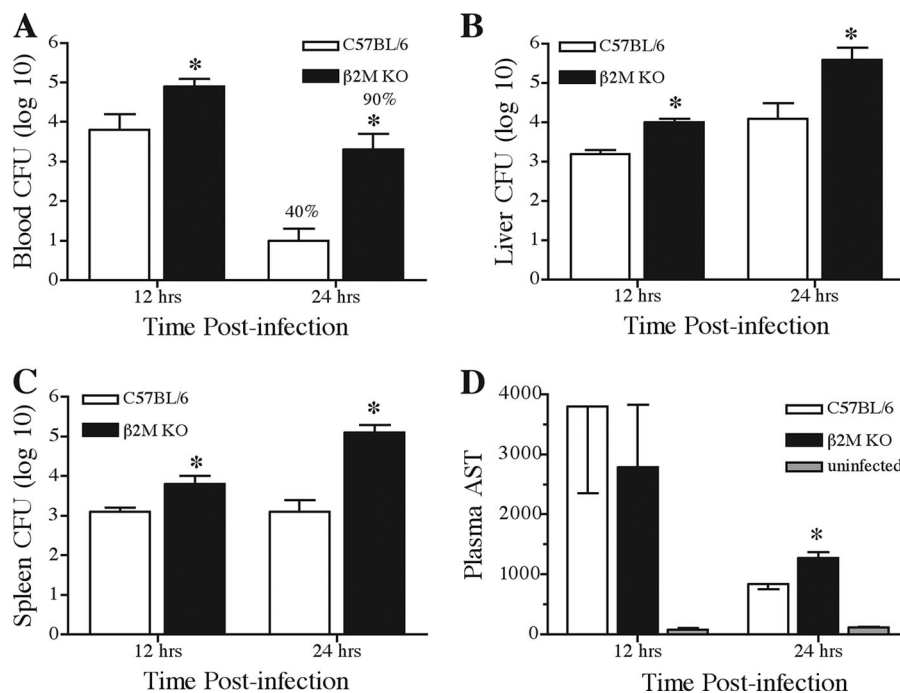 A
Blood CFU (log 10)
6
5
4
3
2
1
0
C57BL/6
β2M KO
*
40%
90%
*
12 hrs
24 hrs
Time Post-infection
B
Liver CFU (log 10)
6
5
4
3
2
1
0
C57BL/6
β2M KO
*
*
12 hrs
24 hrs
Time Post-infection
C
Spleen CFU (log 10)
6
5
4
3
2
1
0
C57BL/6
β2M KO
*
*
12 hrs
24 hrs
Time Post-infection
D
Plasma AST
4000
3000
2000
1000
0
C57BL/6
β2M KO
uninfected
*
12 hrs
24 hrs
Time Post-infection